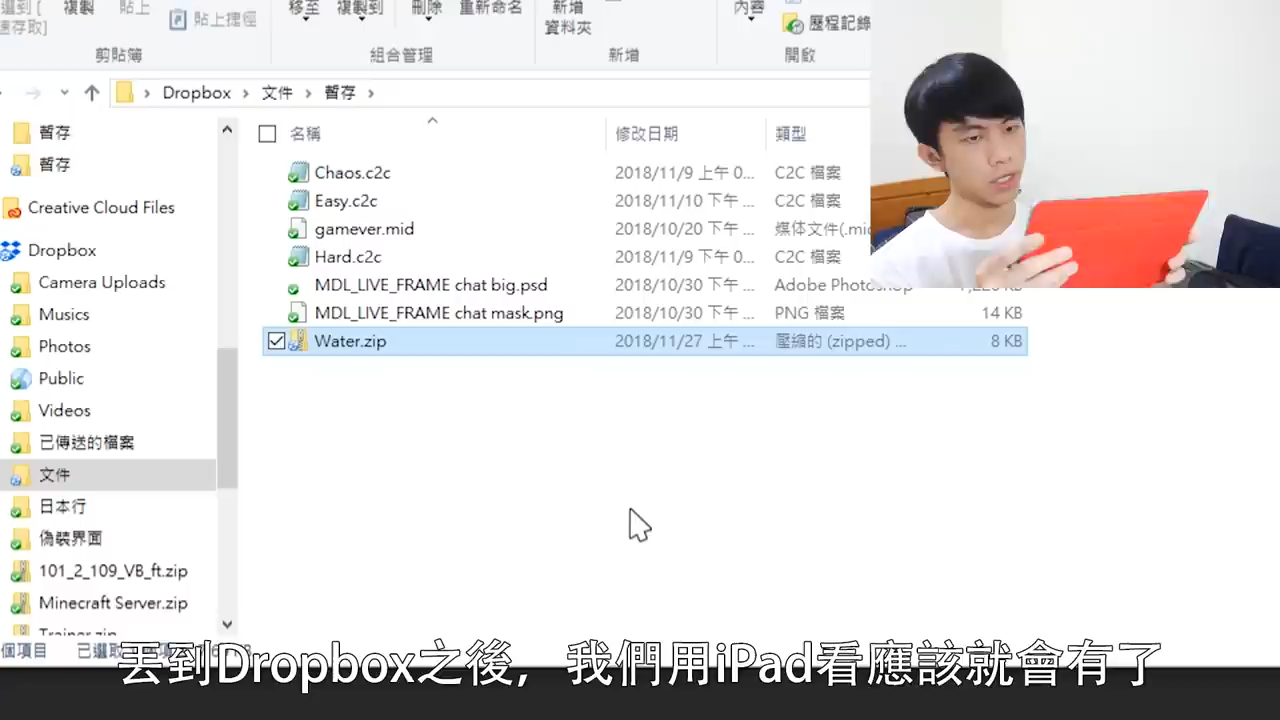 複製
貼上
貼上捷徑
剪貼簿
移至
複製到
刪除
重新命名
組合管理
新增
資料夾
新增
內容
歷程記錄
開啟
Dropbox › 文件 › 暫存 ›
暫存
暫存
Creative Cloud Files
Dropbox
Camera Uploads
Musics
Photos
Public
Videos
已傳送的檔案
文件
日本行
偽裝界面
101_2_109_VB_ft.zip
Minecraft Server.zip
Trainer.zip
名稱 修改日期 類型
Chaos.c2c 2018/11/9 上午 0... C2C 檔案
Easy.c2c 2018/11/10 下午 ... C2C 檔案
gamever.mid 2018/10/20 下午 ... 媒体文件(.mid
Hard.c2c 2018/11/9 下午 0... C2C 檔案
MDL_LIVE_FRAME chat big.psd 2018/10/30 下午 ... Adobe Photoshop
MDL_LIVE_FRAME chat mask.png 2018/10/30 下午 ... PNG 檔案 14 KB
Water.zip 2018/11/27 上午 ... 壓縮的 (zipped) ... 8 KB
個項目 已選取
丟到Dropbox之後，我們用iPad看應該就會有了